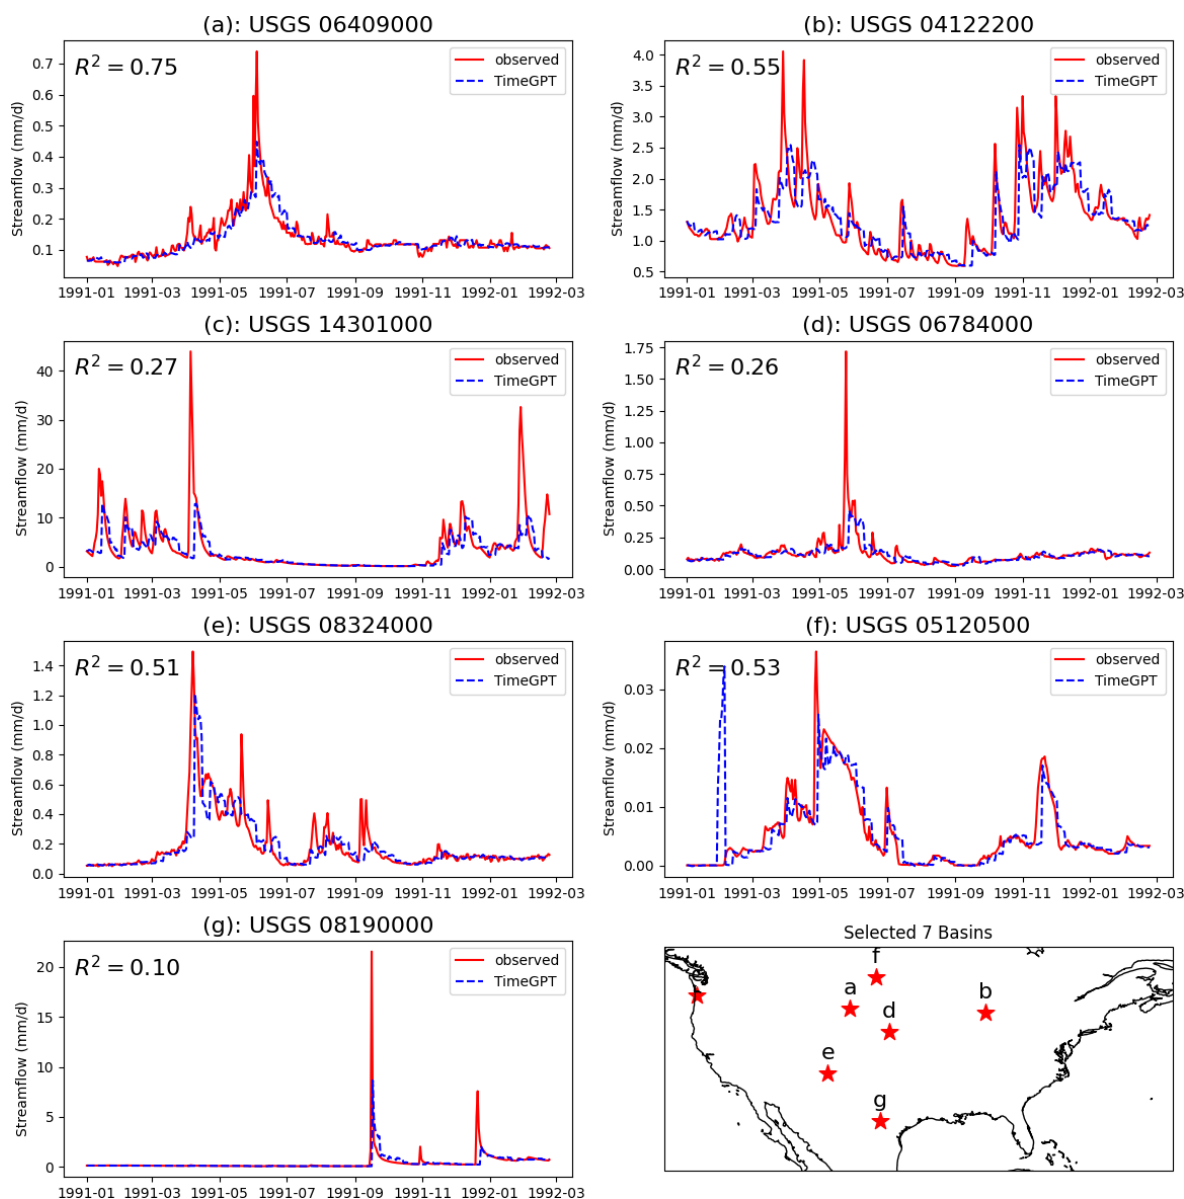 (a): USGS 06409000
R² = 0.75
observed
TimeGPT
Streamflow (mm/d)
0.7
0.6
0.5
0.4
0.3
0.2
0.1
1991-01 1991-03 1991-05 1991-07 1991-09 1991-11 1992-01 1992-03
(b): USGS 04122200
R² = 0.55
observed
TimeGPT
Streamflow (mm/d)
4.0
3.5
3.0
2.5
2.0
1.5
1.0
0.5
1991-01 1991-03 1991-05 1991-07 1991-09 1991-11 1992-01 1992-03
(c): USGS 14301000
R² = 0.27
observed
TimeGPT
Streamflow (mm/d)
40
30
20
10
0
1991-01 1991-03 1991-05 1991-07 1991-09 1991-11 1992-01 1992-03
(d): USGS 06784000
R² = 0.26
observed
TimeGPT
Streamflow (mm/d)
1.75
1.50
1.25
1.00
0.75
0.50
0.25
0.00
1991-01 1991-03 1991-05 1991-07 1991-09 1991-11 1992-01 1992-03
(e): USGS 08324000
R² = 0.51
observed
TimeGPT
Streamflow (mm/d)
1.4
1.2
1.0
0.8
0.6
0.4
0.2
0.0
1991-01 1991-03 1991-05 1991-07 1991-09 1991-11 1992-01 1992-03
(f): USGS 05120500
R² = 0.53
observed
TimeGPT
Streamflow (mm/d)
0.03
0.02
0.01
0.00
1991-01 1991-03 1991-05 1991-07 1991-09 1991-11 1992-01 1992-03
(g): USGS 08190000
R² = 0.10
observed
TimeGPT
Streamflow (mm/d)
20
15
10
5
0
1991-01 1991-03 1991-05 1991-07 1991-09 1991-11 1992-01 1992-03
Selected 7 Basins
f
a
b
d
e
g